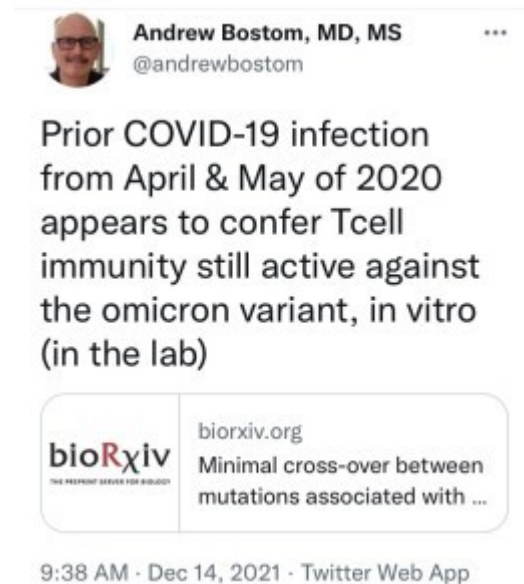 Andrew Bostom, MD, MS
@andrewbostom
Prior COVID-19 infection
from April & May of 2020
appears to confer Tcell
immunity still active against
the omicron variant, in vitro
(in the lab)
bioRχiv
THE PREPRINT SERVER FOR BIOLOGY
biorxiv.org
Minimal cross-over between
mutations associated with ...
9:38 AM · Dec 14, 2021 · Twitter Web App